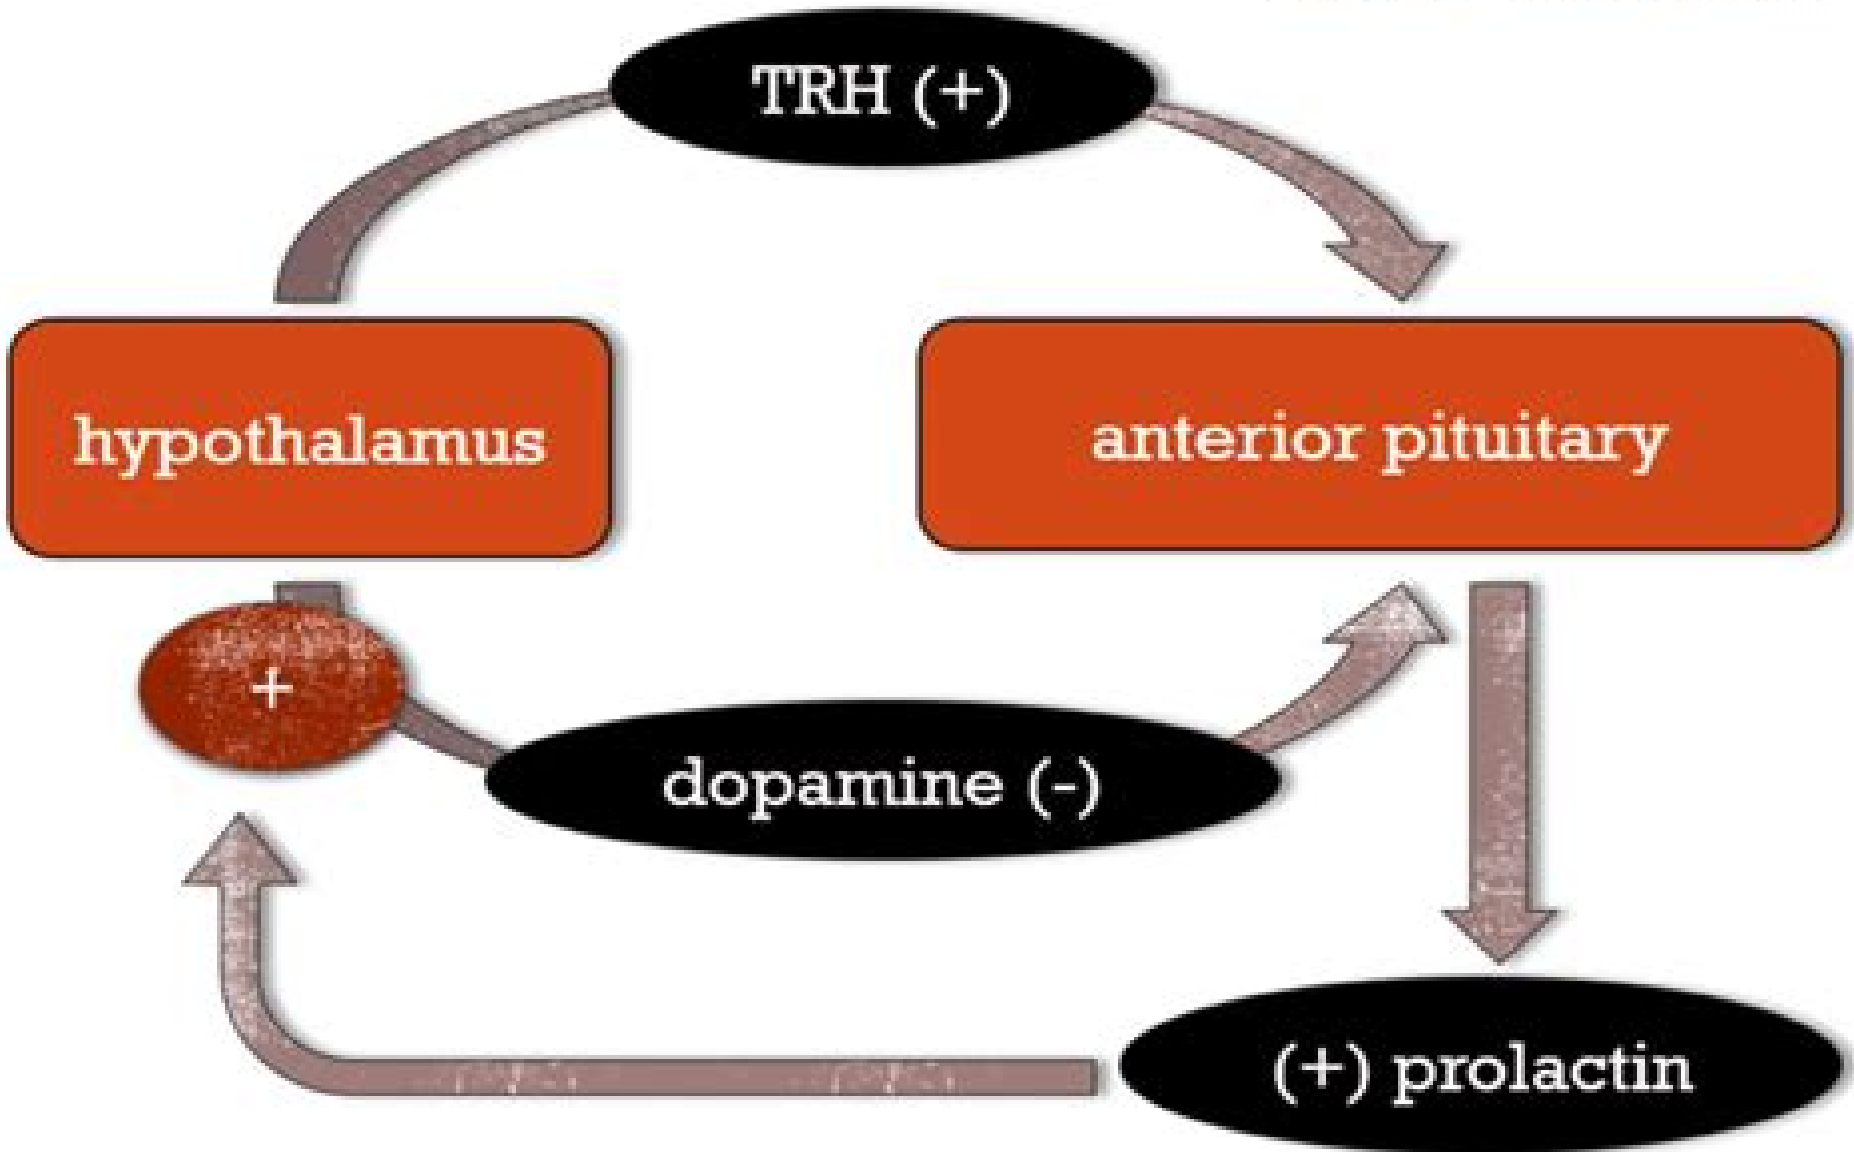 TRH (+)
hypothalamus
anterior pituitary
+
dopamine (-)
(+) prolactin